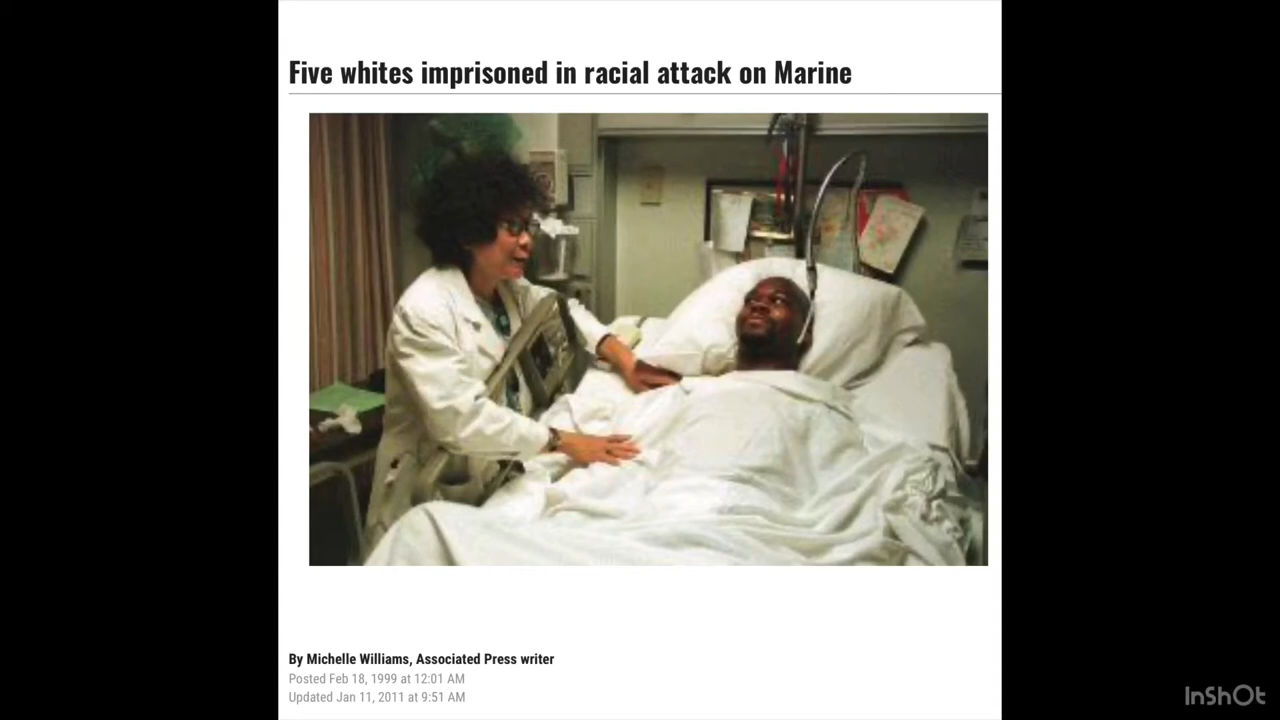 Five whites imprisoned in racial attack on Marine
By Michelle Williams, Associated Press writer
Posted Feb 18, 1999 at 12:01 AM
Updated Jan 11, 2011 at 9:51 AM
InShOt